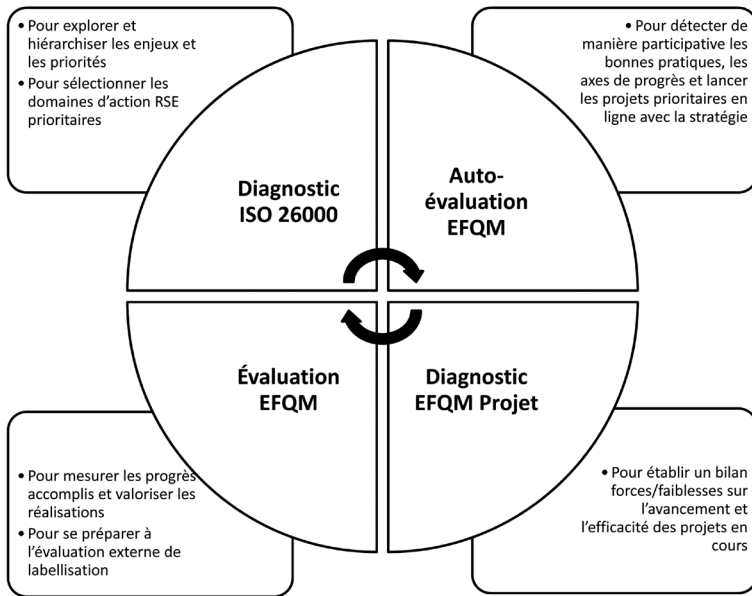 • Pour explorer et
hiérarchiser les enjeux et
les priorités
• Pour sélectionner les
domaines d’action RSE
prioritaires
• Pour détecter de
manière participative les
bonnes pratiques, les
axes de progrès et lancer
les projets prioritaires en
ligne avec la stratégie
Diagnostic
ISO 26000
Auto-
évaluation
EFQM
Évaluation
EFQM
Diagnostic
EFQM Projet
• Pour mesurer les progrès
accomplis et valoriser les
réalisations
• Pour se préparer à
l’évaluation externe de
labellisation
• Pour établir un bilan
forces/faiblesses sur
l’avancement et
l’efficacité des projets en
cours